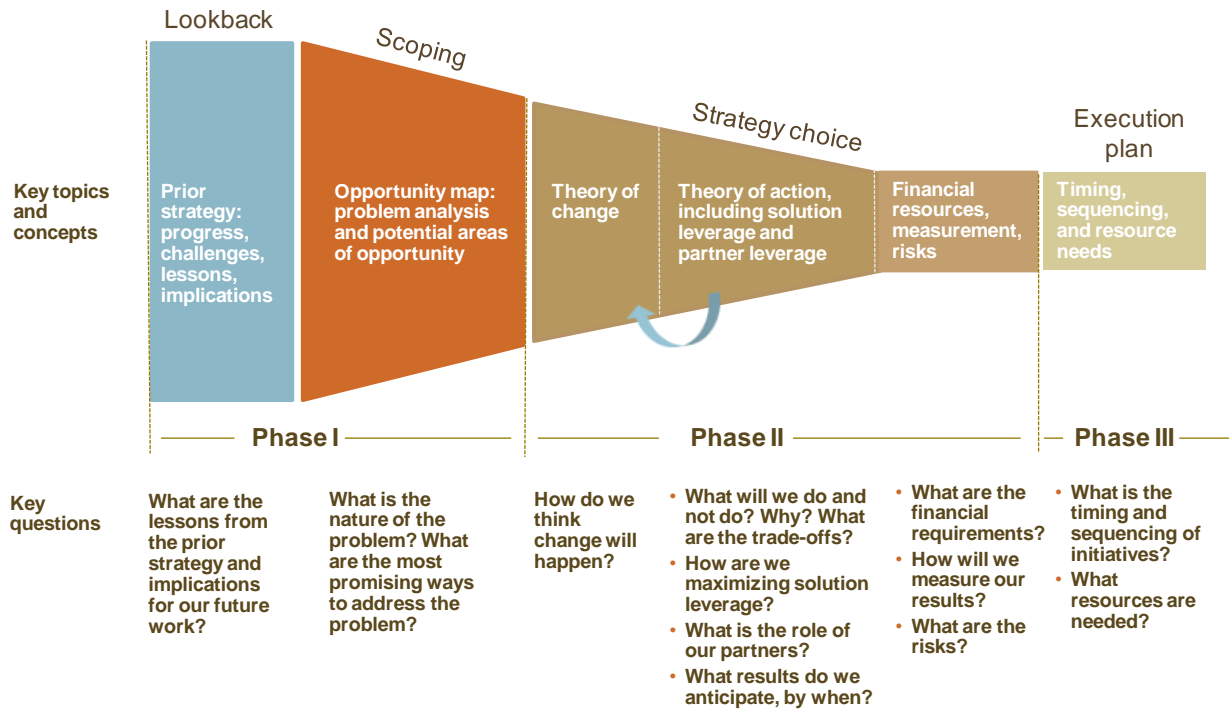 Lookback
Scoping
Strategy choice
Execution
plan
Key topics
and
concepts
Prior
strategy:
progress,
challenges,
lessons,
implications
Opportunity map:
problem analysis
and potential areas
of opportunity
Theory of
change
Theory of action,
including solution
leverage and
partner leverage
Financial
resources,
measurement,
risks
Timing,
sequencing,
and resource
needs
Phase I
Phase II
Phase III
Key
questions
What are the
lessons from
the prior
strategy and
implications
for our future
work?
What is the
nature of the
problem? What
are the most
promising ways
to address the
problem?
How do we
think
change will
happen?
• What will we do and
not do? Why? What
are the trade-offs?
• How are we
maximizing solution
leverage?
• What is the role of
our partners?
• What results do we
anticipate, by when?
• What are the
financial
requirements?
• How will we
measure our
results?
• What are the
risks?
• What is the
timing and
sequencing of
initiatives?
• What
resources are
needed?